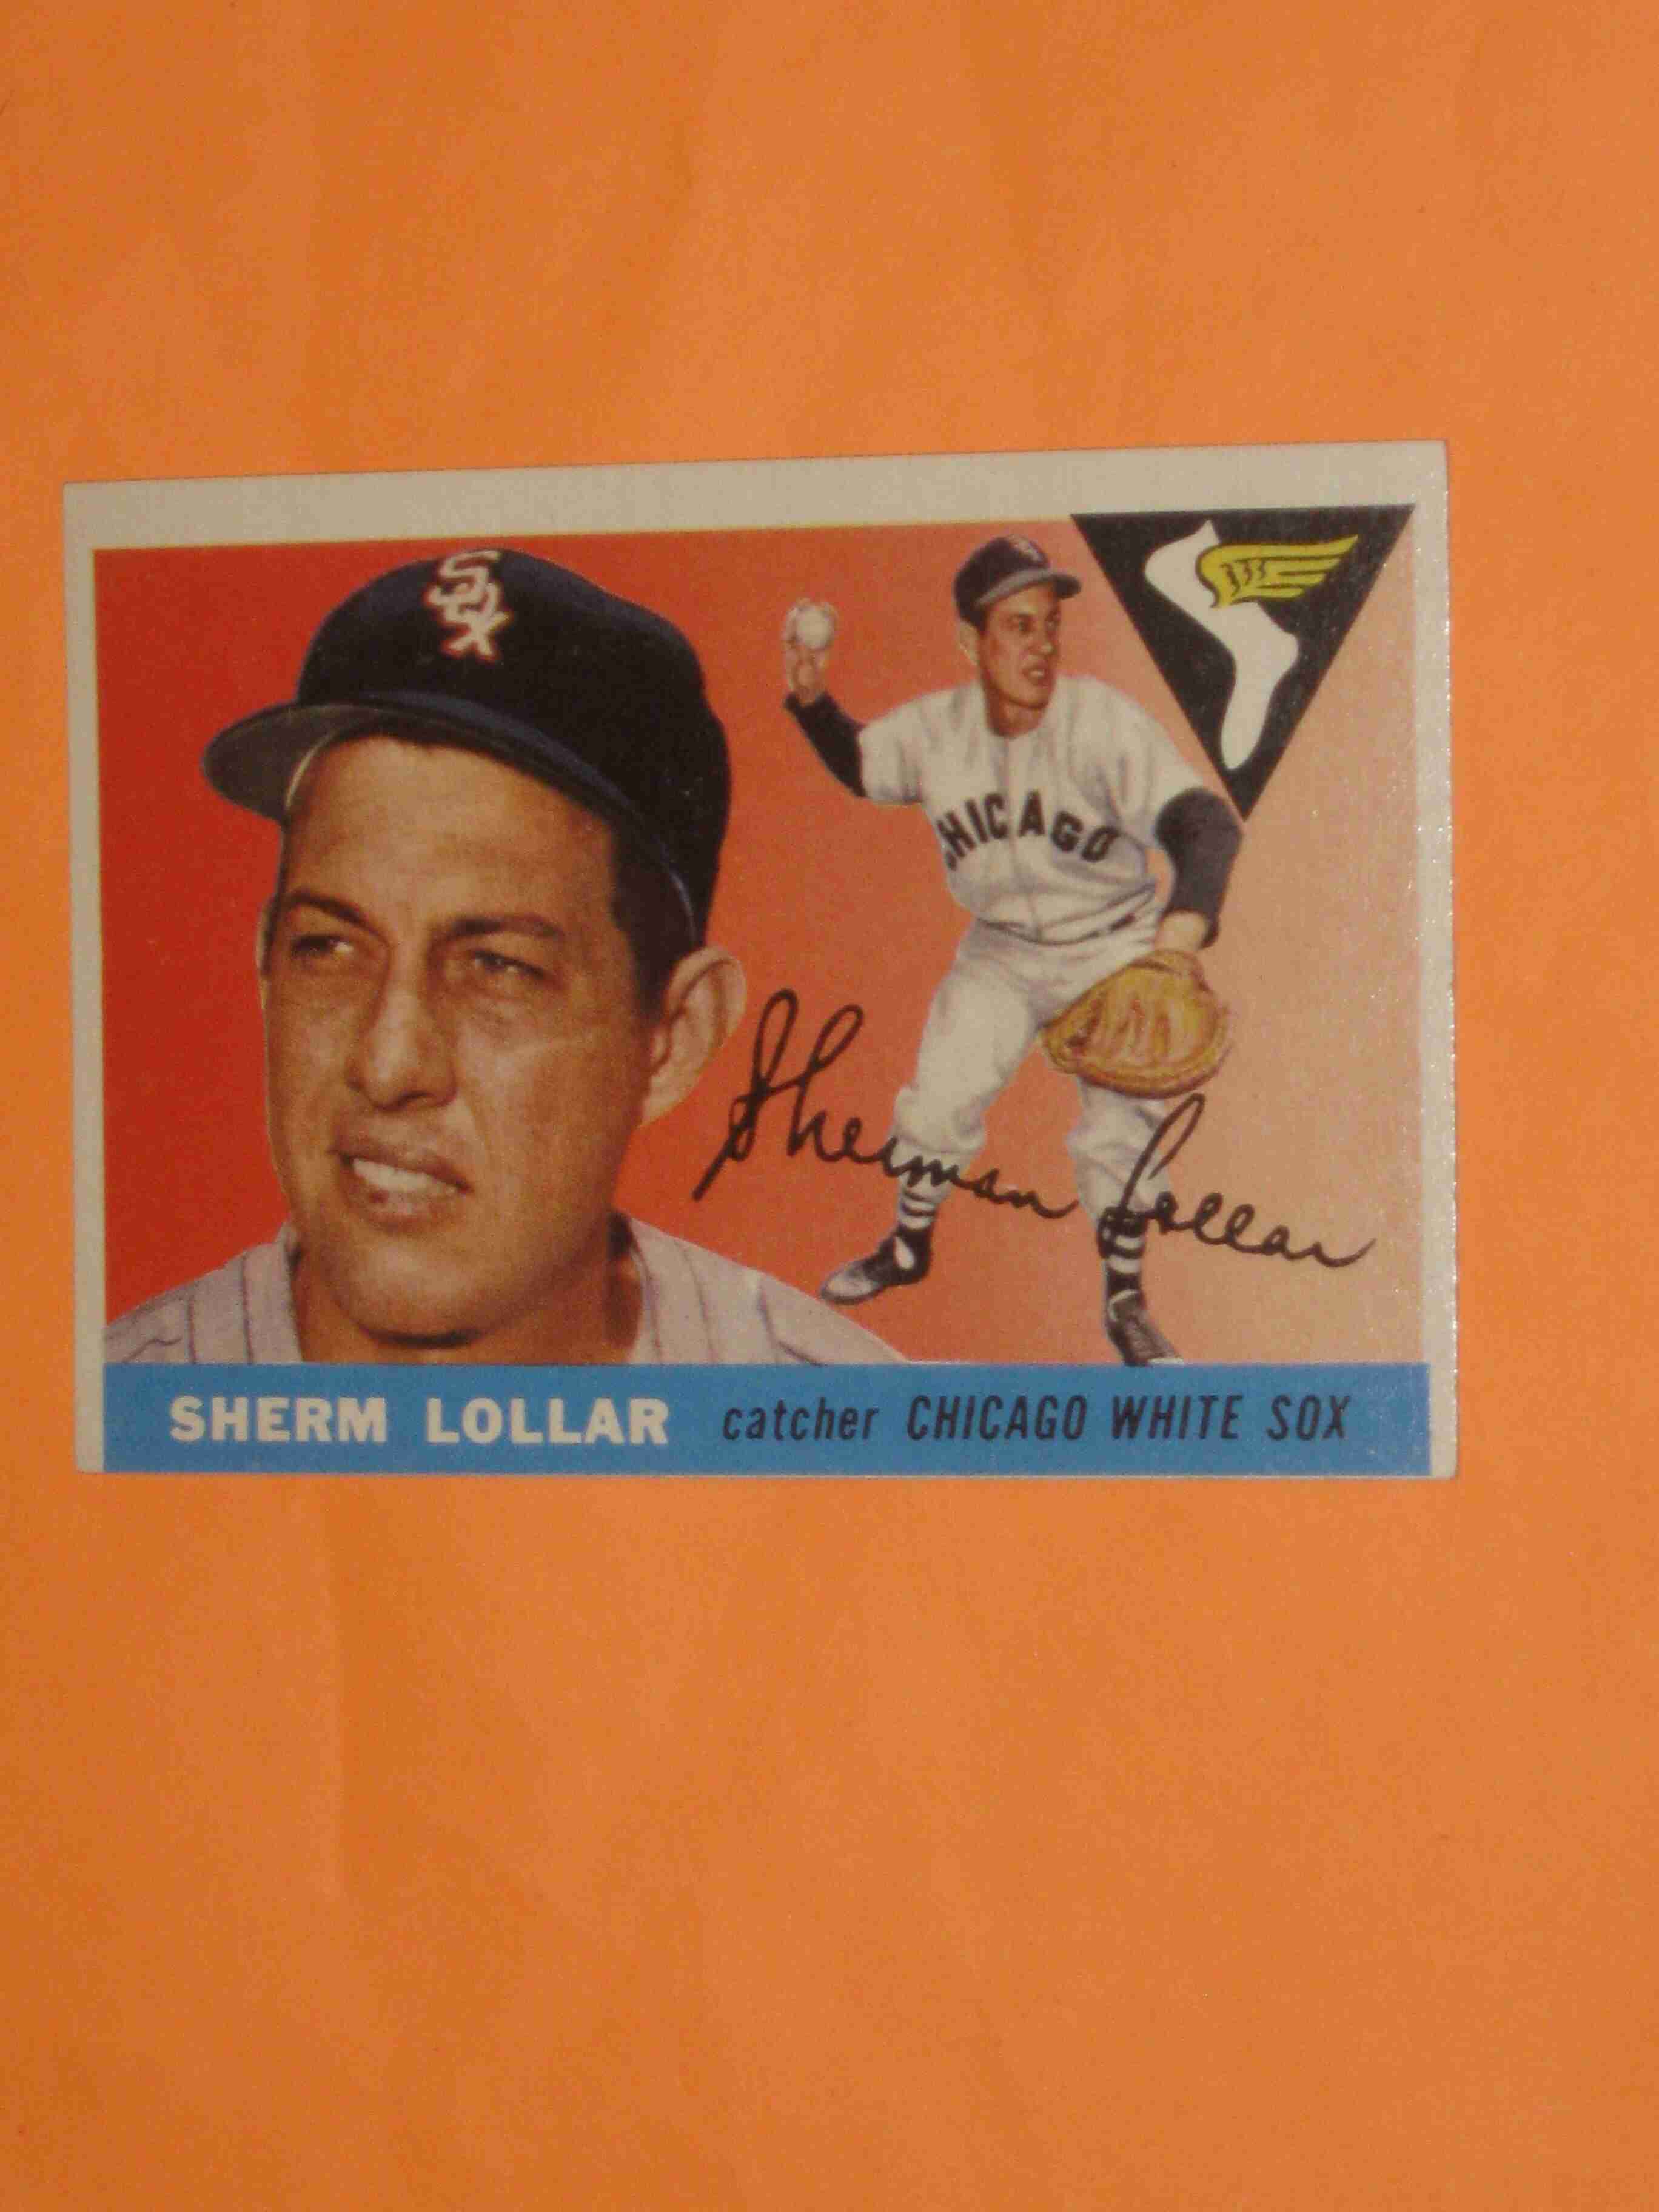 SOX
CHICAGO
Sherman Lollar
SHERM LOLLAR catcher CHICAGO WHITE SOX